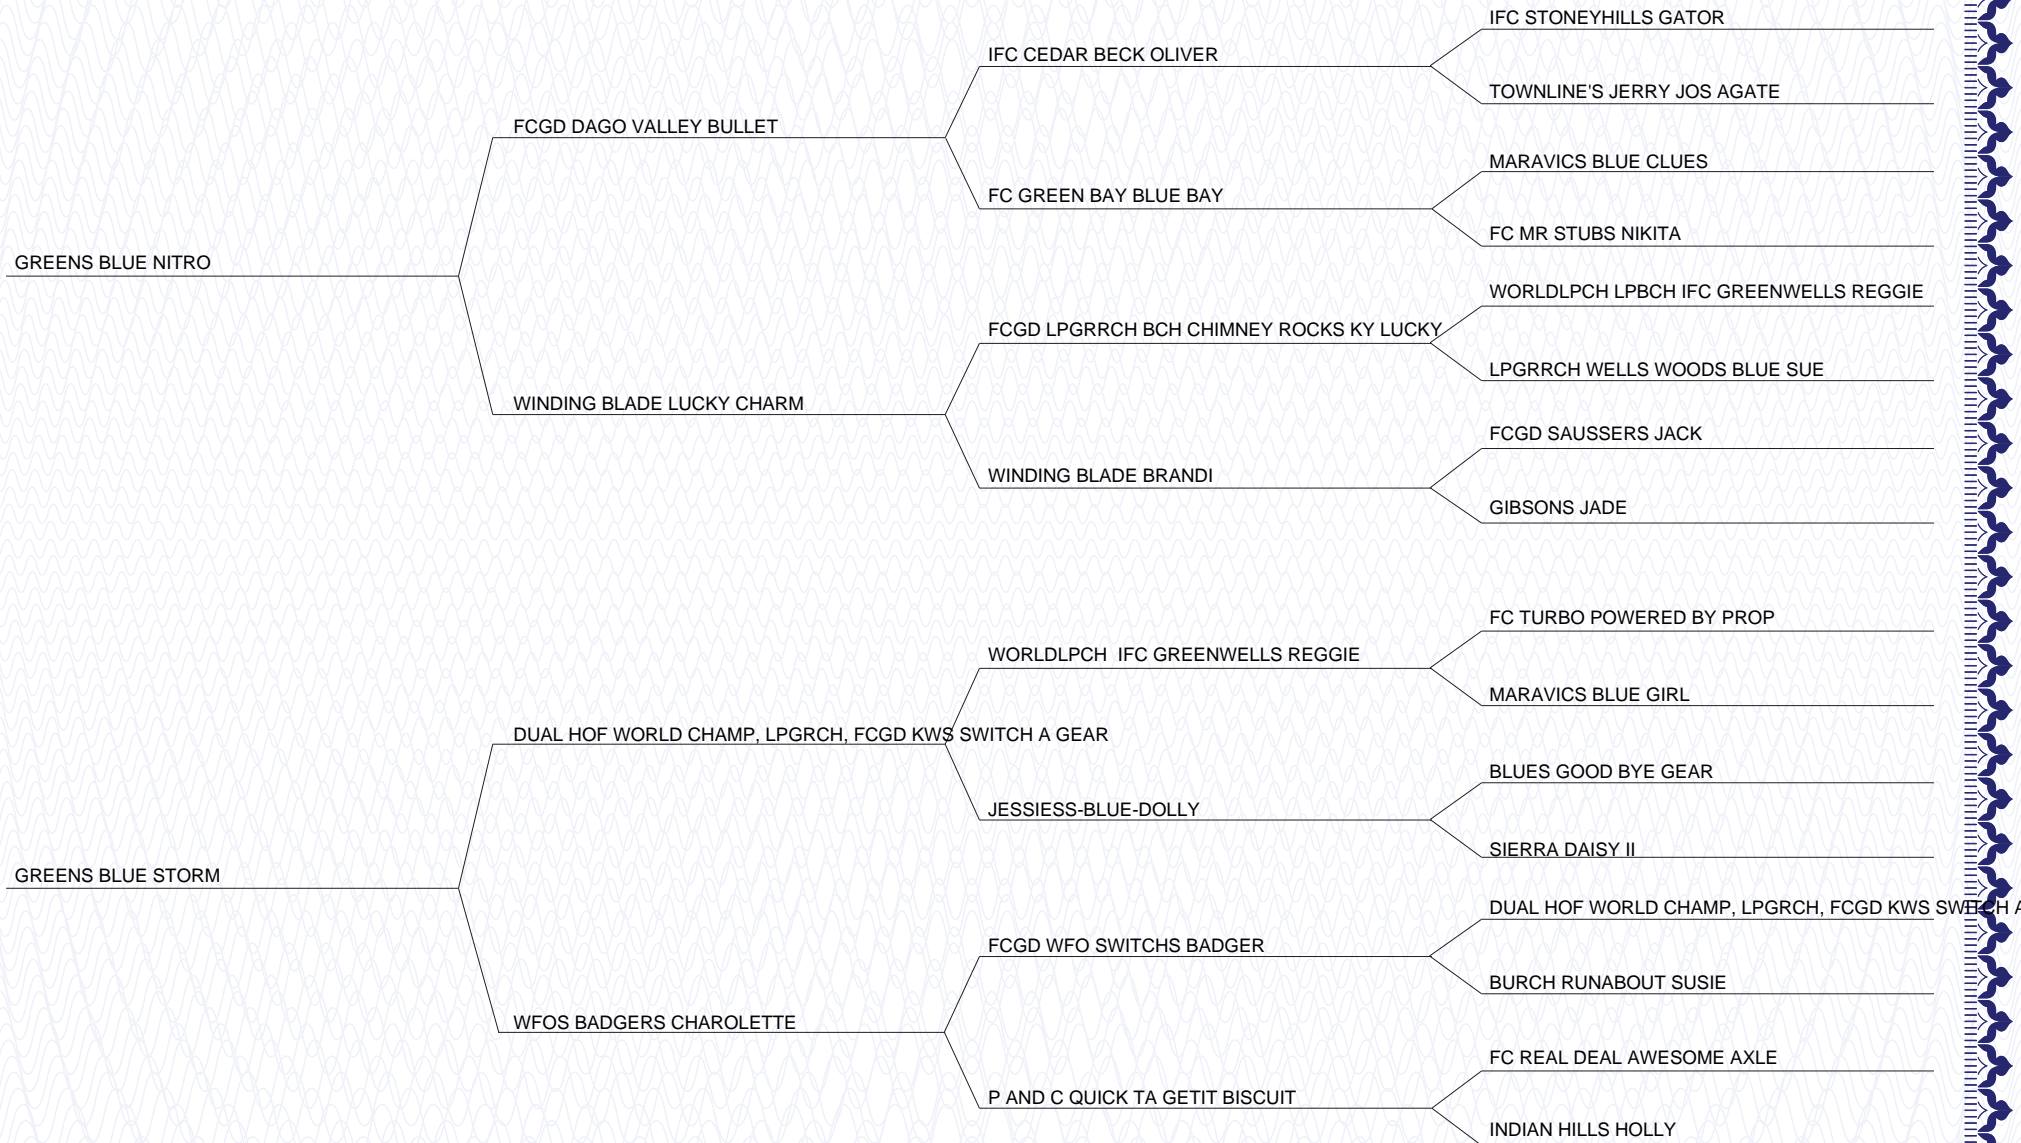 IFC STONEYHILLS GATOR
IFC CEDAR BECK OLIVER
TOWNLINE'S JERRY JOS AGATE
FCGD DAGO VALLEY BULLET
MARAVICS BLUE CLUES
FC GREEN BAY BLUE BAY
FC MR STUBS NIKITA
GREENS BLUE NITRO
WORLDLPCH LPBCH IFC GREENWELLS REGGIE
FCGD LPGRRCH BCH CHIMNEY ROCKS KY LUCKY
LPGRRCH WELLS WOODS BLUE SUE
WINDING BLADE LUCKY CHARM
FCGD SAUSSERS JACK
WINDING BLADE BRANDI
GIBSONS JADE
FC TURBO POWERED BY PROP
WORLDLPCH  IFC GREENWELLS REGGIE
MARAVICS BLUE GIRL
DUAL HOF WORLD CHAMP, LPGRCH, FCGD KWS SWITCH A GEAR
BLUES GOOD BYE GEAR
JESSIESS-BLUE-DOLLY
SIERRA DAISY II
GREENS BLUE STORM
DUAL HOF WORLD CHAMP, LPGRCH, FCGD KWS SWITCH A
FCGD WFO SWITCHS BADGER
BURCH RUNABOUT SUSIE
WFOS BADGERS CHAROLETTE
FC REAL DEAL AWESOME AXLE
P AND C QUICK TA GETIT BISCUIT
INDIAN HILLS HOLLY